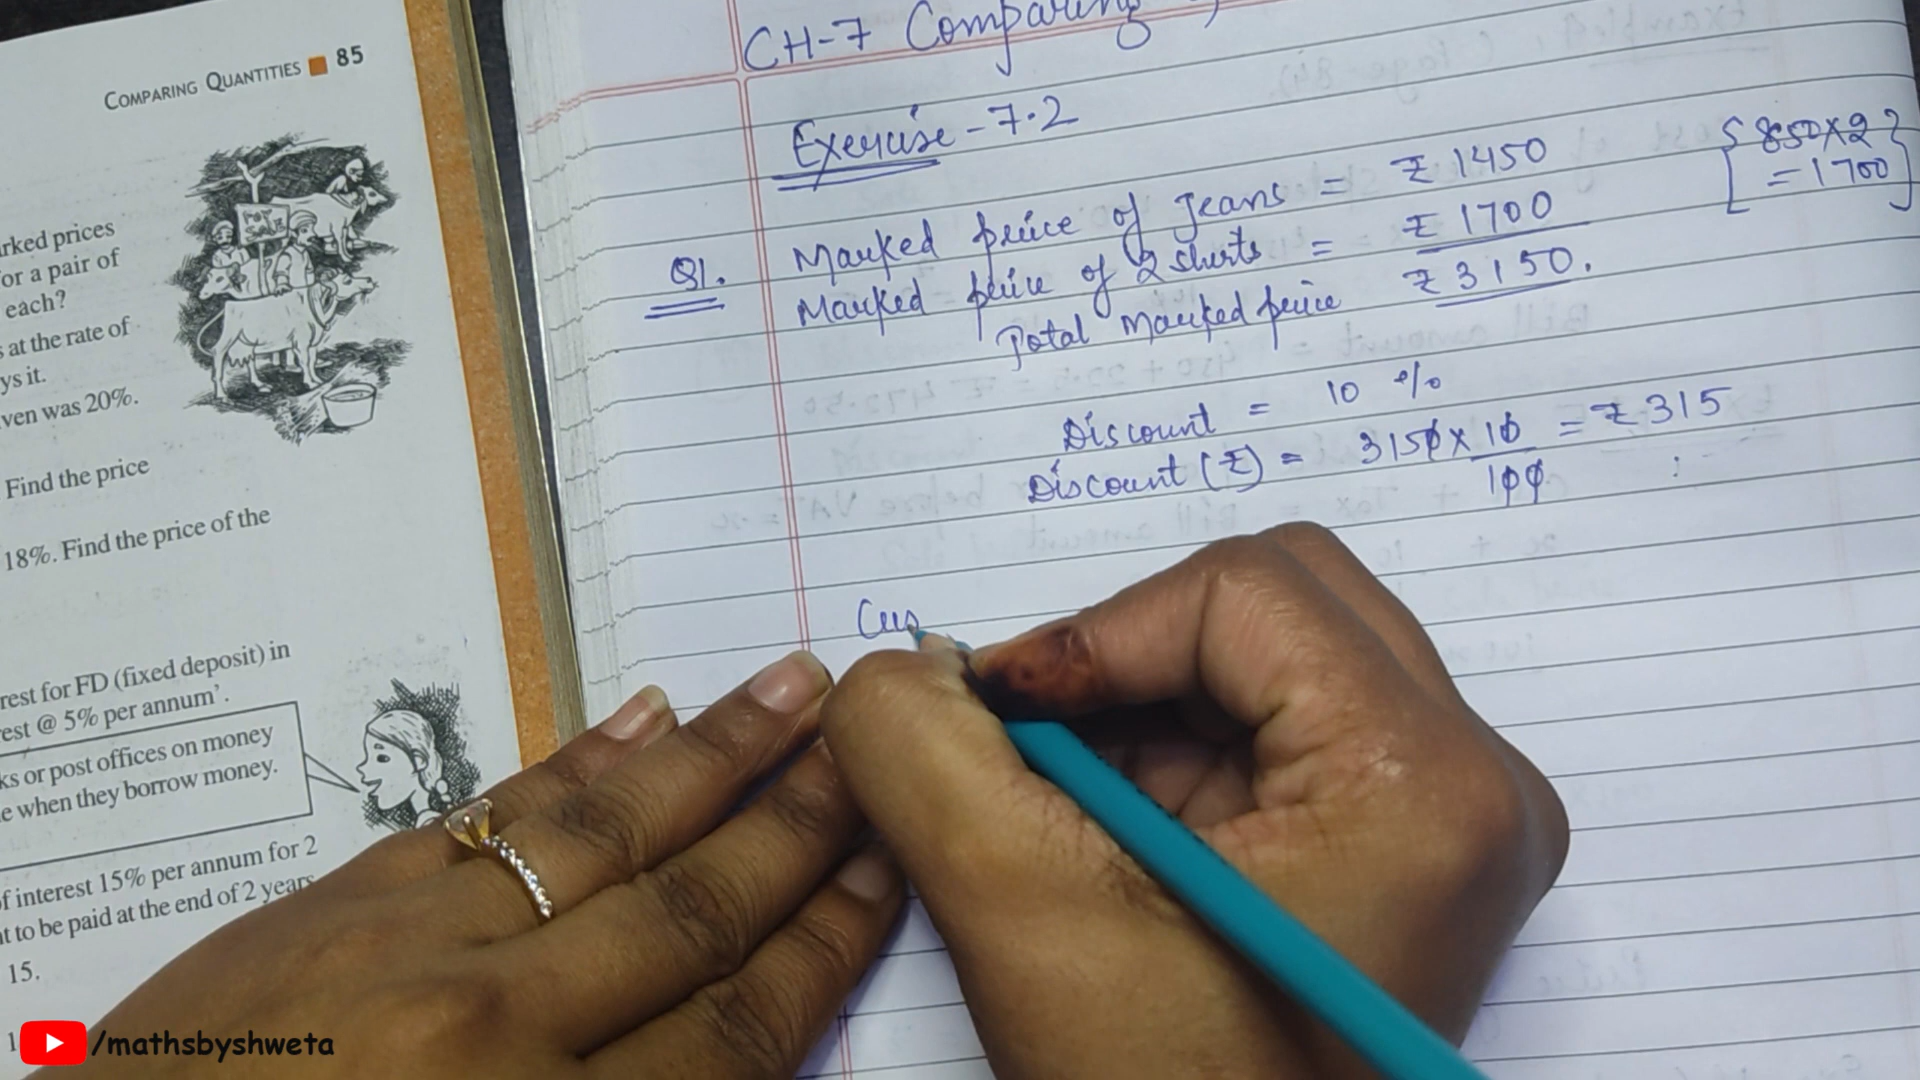 COMPARING QUANTITIES 85
prices
or a pair of
each?
at the rate of
ys it.
was 20%.
Find the price
18%. Find the price of the
rest for FD (fixed deposit) in
est @ 5% per annum'.
ks or post offices on money
e when they borrow money.
f interest 15% per annum for 2
to be paid at the end of 2 years
15.
1
/mathsbyshweta
CH-7 Comparing
Exercise - 7.2
Q1. Marked price of Jeans = ₹ 1450
Marked price of 2 shirts = ₹ 1700
[{850×2}
= 1700]
Total Marked price ₹ 3150.
Discount = 10 %
Discount (₹) = 3150 × 10 = ₹ 315
100
Cus